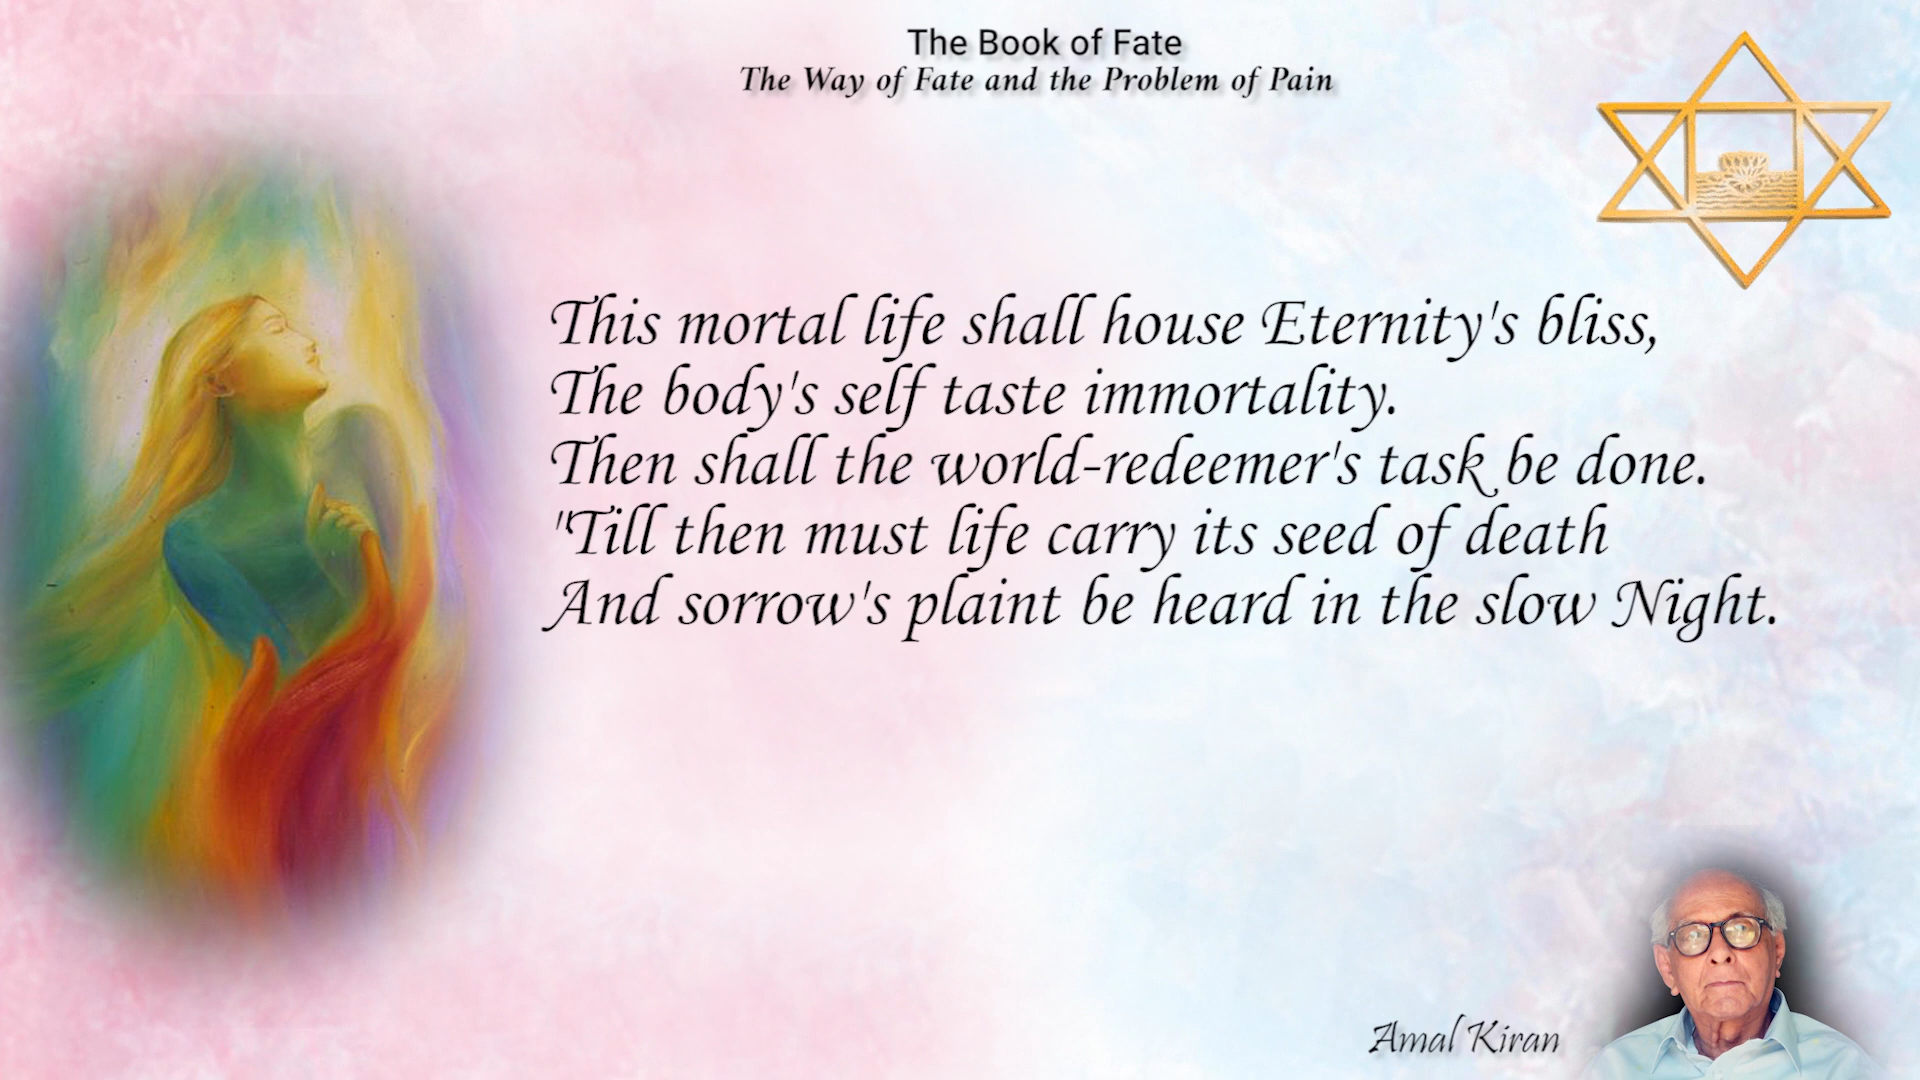 The Book of Fate
The Way of Fate and the Problem of Pain
This mortal life shall house Eternity's bliss,
The body's self taste immortality.
Then shall the world-redeemer's task be done.
"Till then must life carry its seed of death
And sorrow's plaint be heard in the slow Night.
Amal Kiran